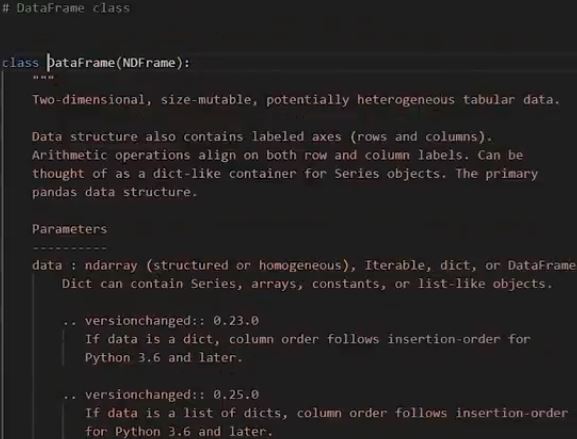 # DataFrame class
class DataFrame(NDFrame):
"""
Two-dimensional, size-mutable, potentially heterogeneous tabular data.
Data structure also contains labeled axes (rows and columns).
Arithmetic operations align on both row and column labels. Can be
thought of as a dict-like container for Series objects. The primary
pandas data structure.
Parameters
----------
data : ndarray (structured or homogeneous), Iterable, dict, or DataFrame
Dict can contain Series, arrays, constants, or list-like objects.
.. versionchanged:: 0.23.0
If data is a dict, column order follows insertion-order for
Python 3.6 and later.
.. versionchanged:: 0.25.0
If data is a list of dicts, column order follows insertion-order
for Python 3.6 and later.